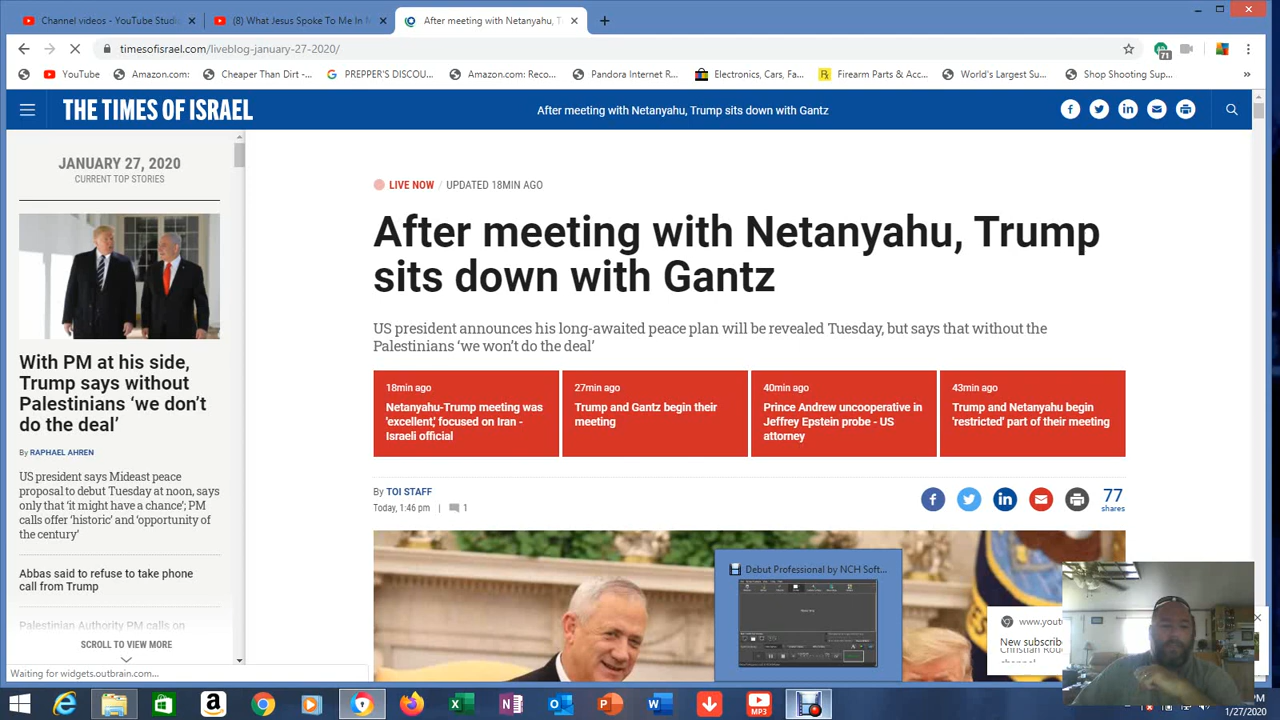 Channel videos - YouTube Studi
(8) What Jesus Spoke To Me In M
After meeting with Netanyahu, T
timesofisrael.com/liveblog-january-27-2020/
71
YouTube
Amazon.com:
Cheaper Than Dirt -...
PREPPER'S DISCOU...
Amazon.com: Reco...
Pandora Internet R...
Electronics, Cars, Fa...
Firearm Parts & Acc...
World's Largest Su...
Shop Shooting Sup...
THE TIMES OF ISRAEL
After meeting with Netanyahu, Trump sits down with Gantz
JANUARY 27, 2020
CURRENT TOP STORIES
With PM at his side,
Trump says without
Palestinians ‘we don’t
do the deal’
By RAPHAEL AHREN
US president says Mideast peace
proposal to debut Tuesday at noon, says
only that ‘it might have a chance’; PM
calls offer ‘historic’ and ‘opportunity of
the century’
Abbas said to refuse to take phone
call from Trump
Palestinian Authority PM calls on
SCROLL TO VIEW MORE
LIVE NOW / UPDATED 18MIN AGO
After meeting with Netanyahu, Trump
sits down with Gantz
US president announces his long-awaited peace plan will be revealed Tuesday, but says that without the
Palestinians ‘we won’t do the deal’
18min ago
Netanyahu-Trump meeting was
'excellent,' focused on Iran -
Israeli official
27min ago
Trump and Gantz begin their
meeting
40min ago
Prince Andrew uncooperative in
Jeffrey Epstein probe - US
attorney
43min ago
Trump and Netanyahu begin
'restricted' part of their meeting
By TOI STAFF
Today, 1:46 pm | 1
77
shares
Debut Professional by NCH Soft...
www.yout
New subscrib
channel
Waiting for widgets.outbrain.com...
MP3
1/27/2020